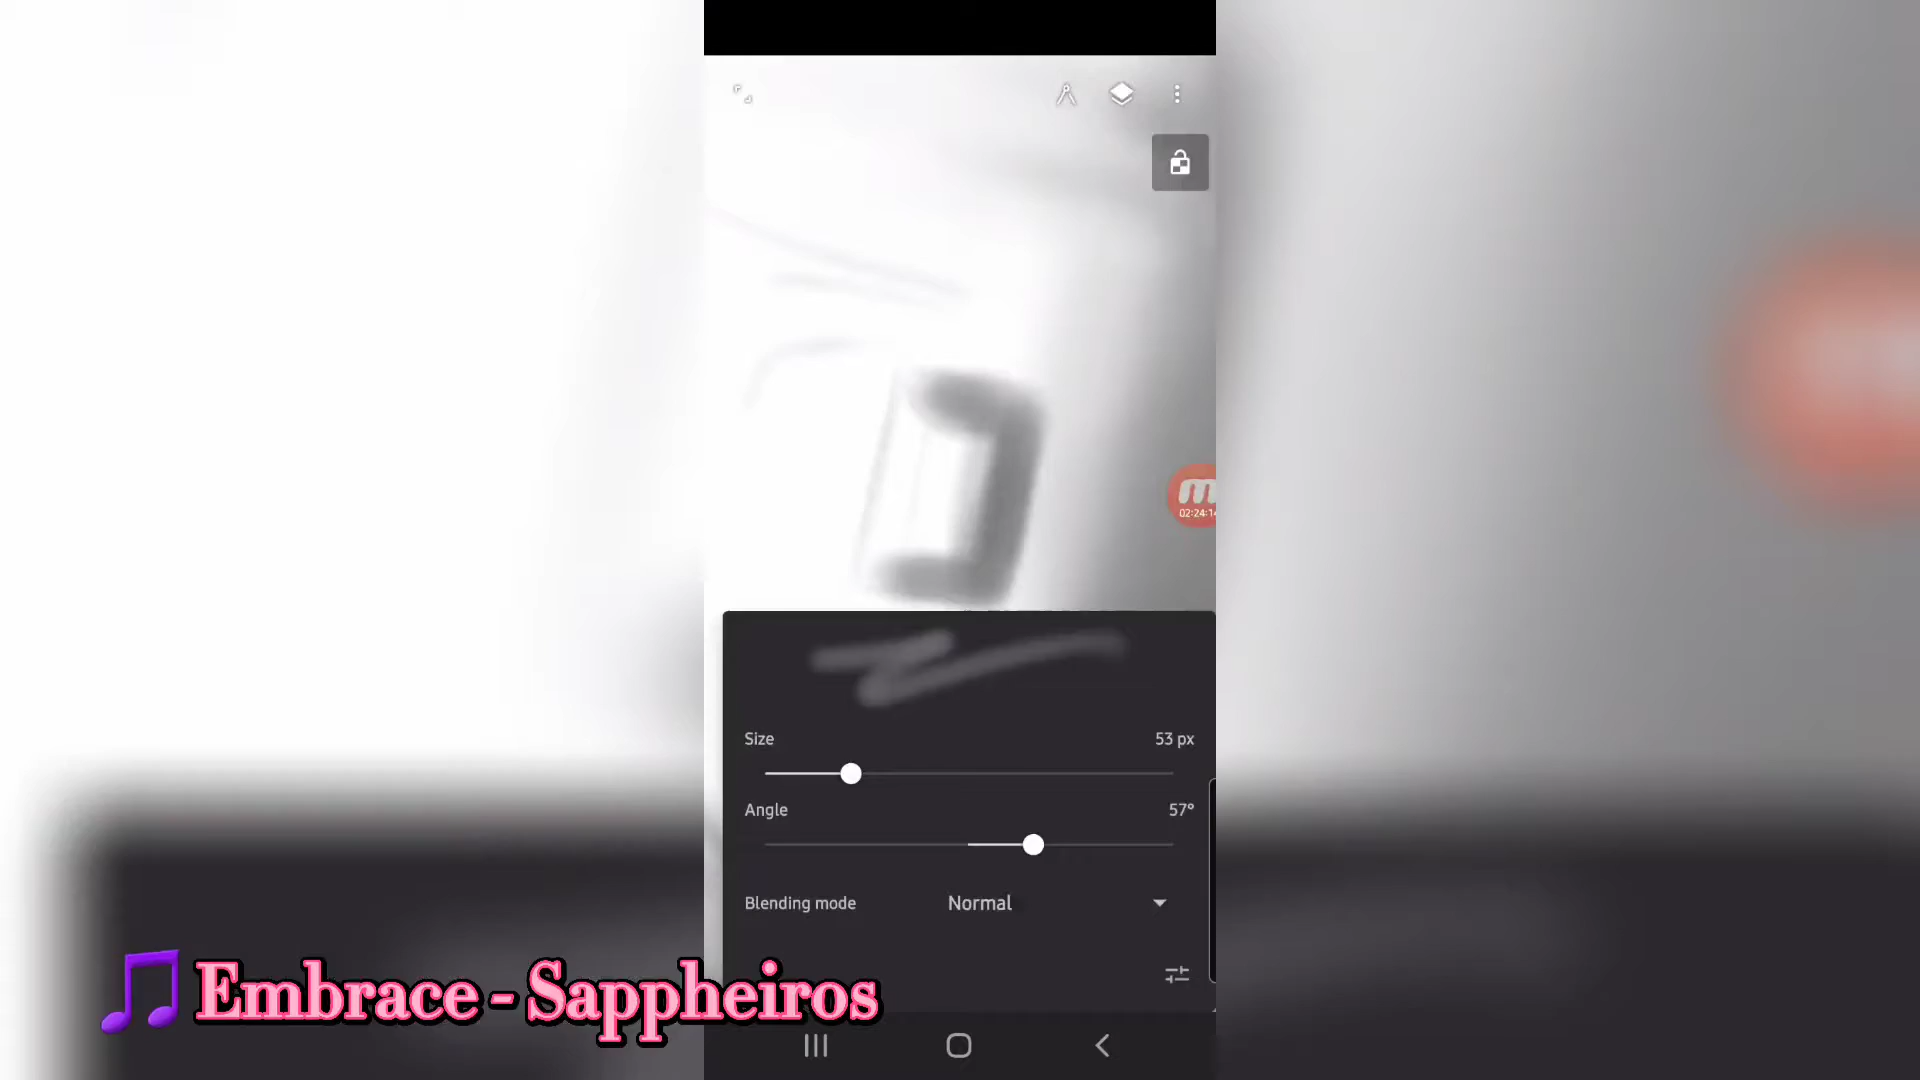 m
02:24:14
Size 53 px
Angle 57°
Blending mode Normal
Embrace - Sappheiros